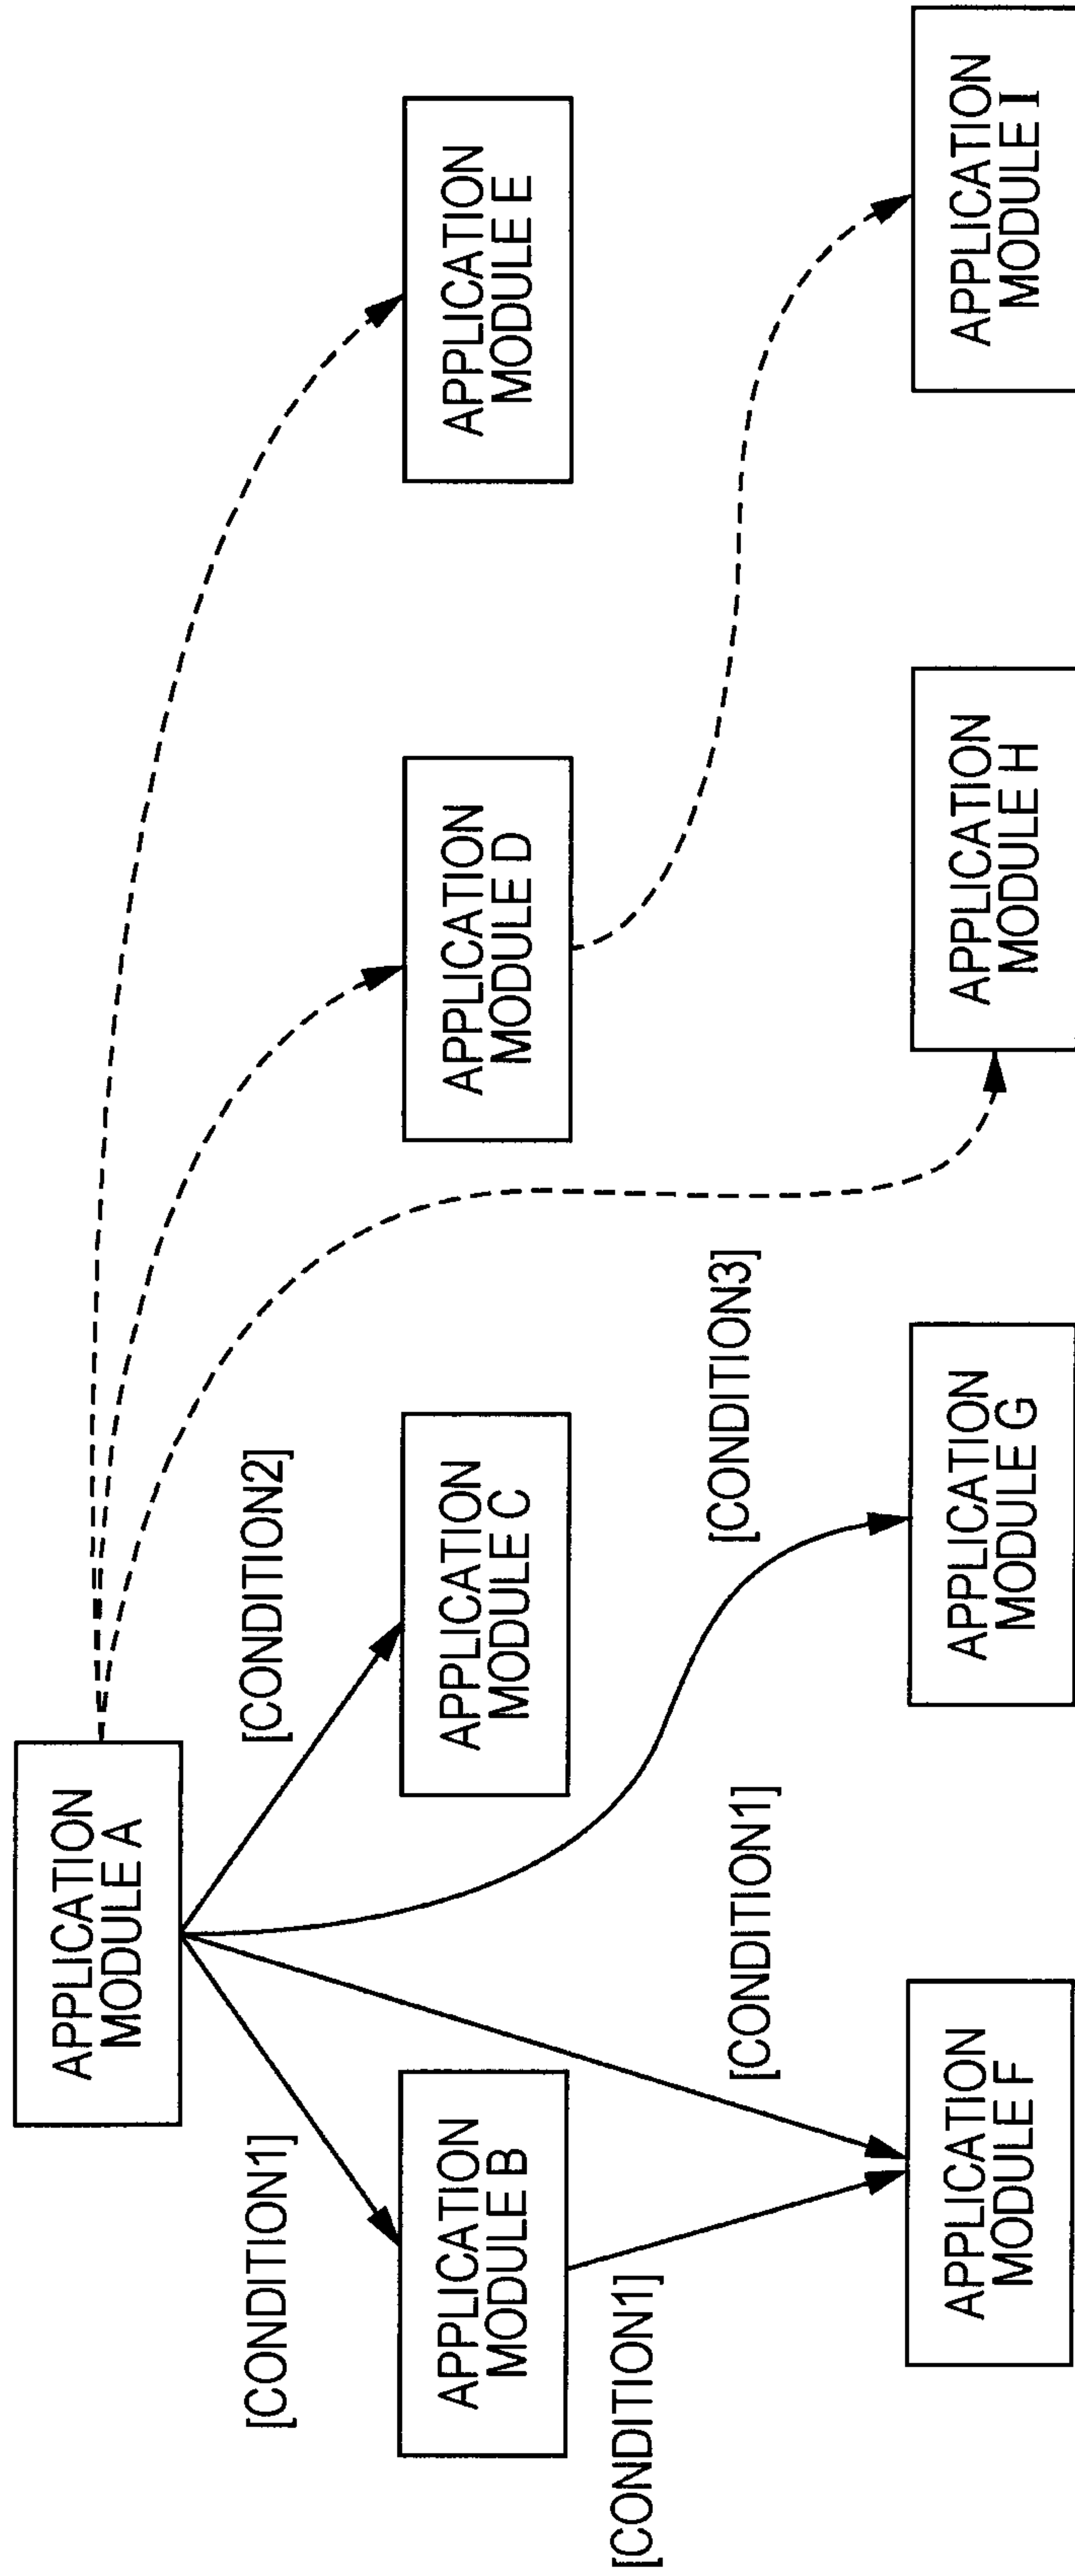 APPLICATION
MODULE A
[CONDITION1]
[CONDITION2]
APPLICATION
MODULE B
APPLICATION
MODULE C
APPLICATION
MODULE D
APPLICATION
MODULE E
[CONDITION1]
[CONDITION1]
[CONDITION3]
APPLICATION
MODULE F
APPLICATION
MODULE G
APPLICATION
MODULE H
APPLICATION
MODULE I